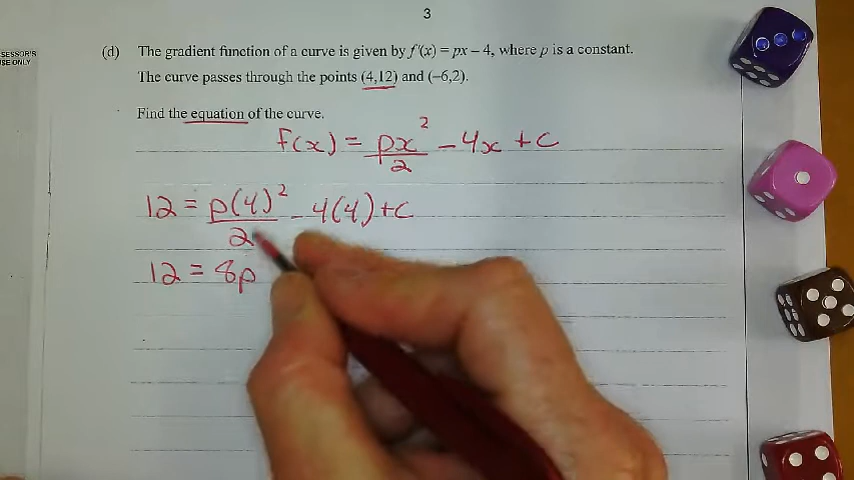 3
SESSOR'S
USE ONLY
(d) The gradient function of a curve is given by f'(x) = px – 4, where p is a constant.
The curve passes through the points (4,12) and (–6,2).
Find the equation of the curve.
f(x) = px²/2 - 4x + c
12 = p(4)²/2 - 4(4) + c
12 = 8p